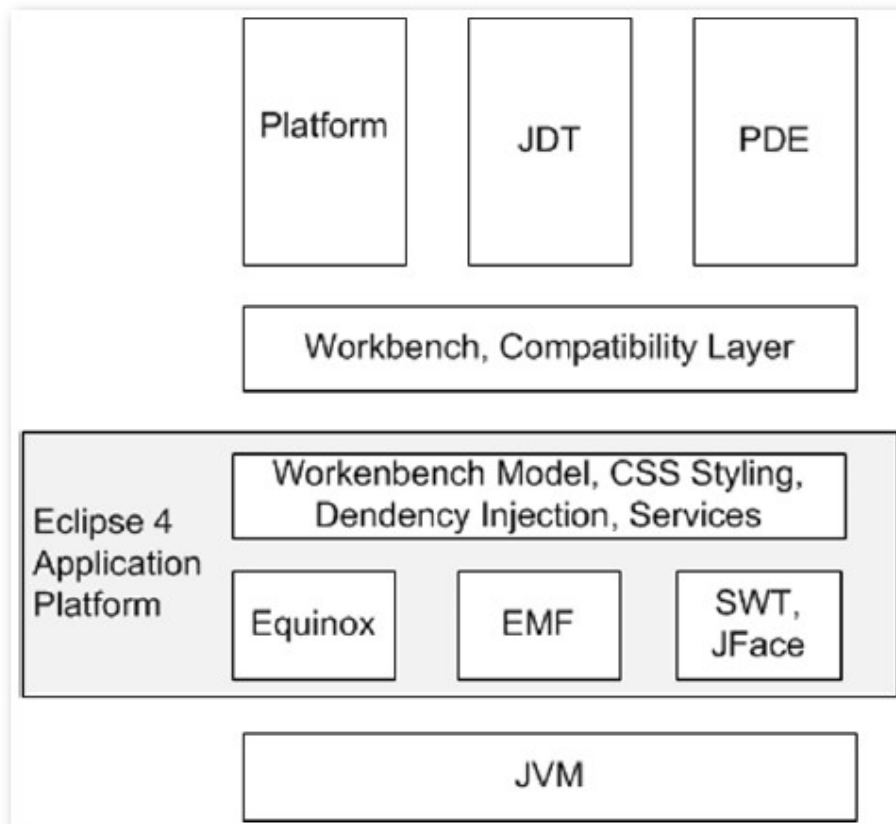 Platform
JDT
PDE
Workbench, Compatibility Layer
Eclipse 4
Application
Platform
Workenbench Model, CSS Styling,
Dendency Injection, Services
Equinox
EMF
SWT,
JFace
JVM